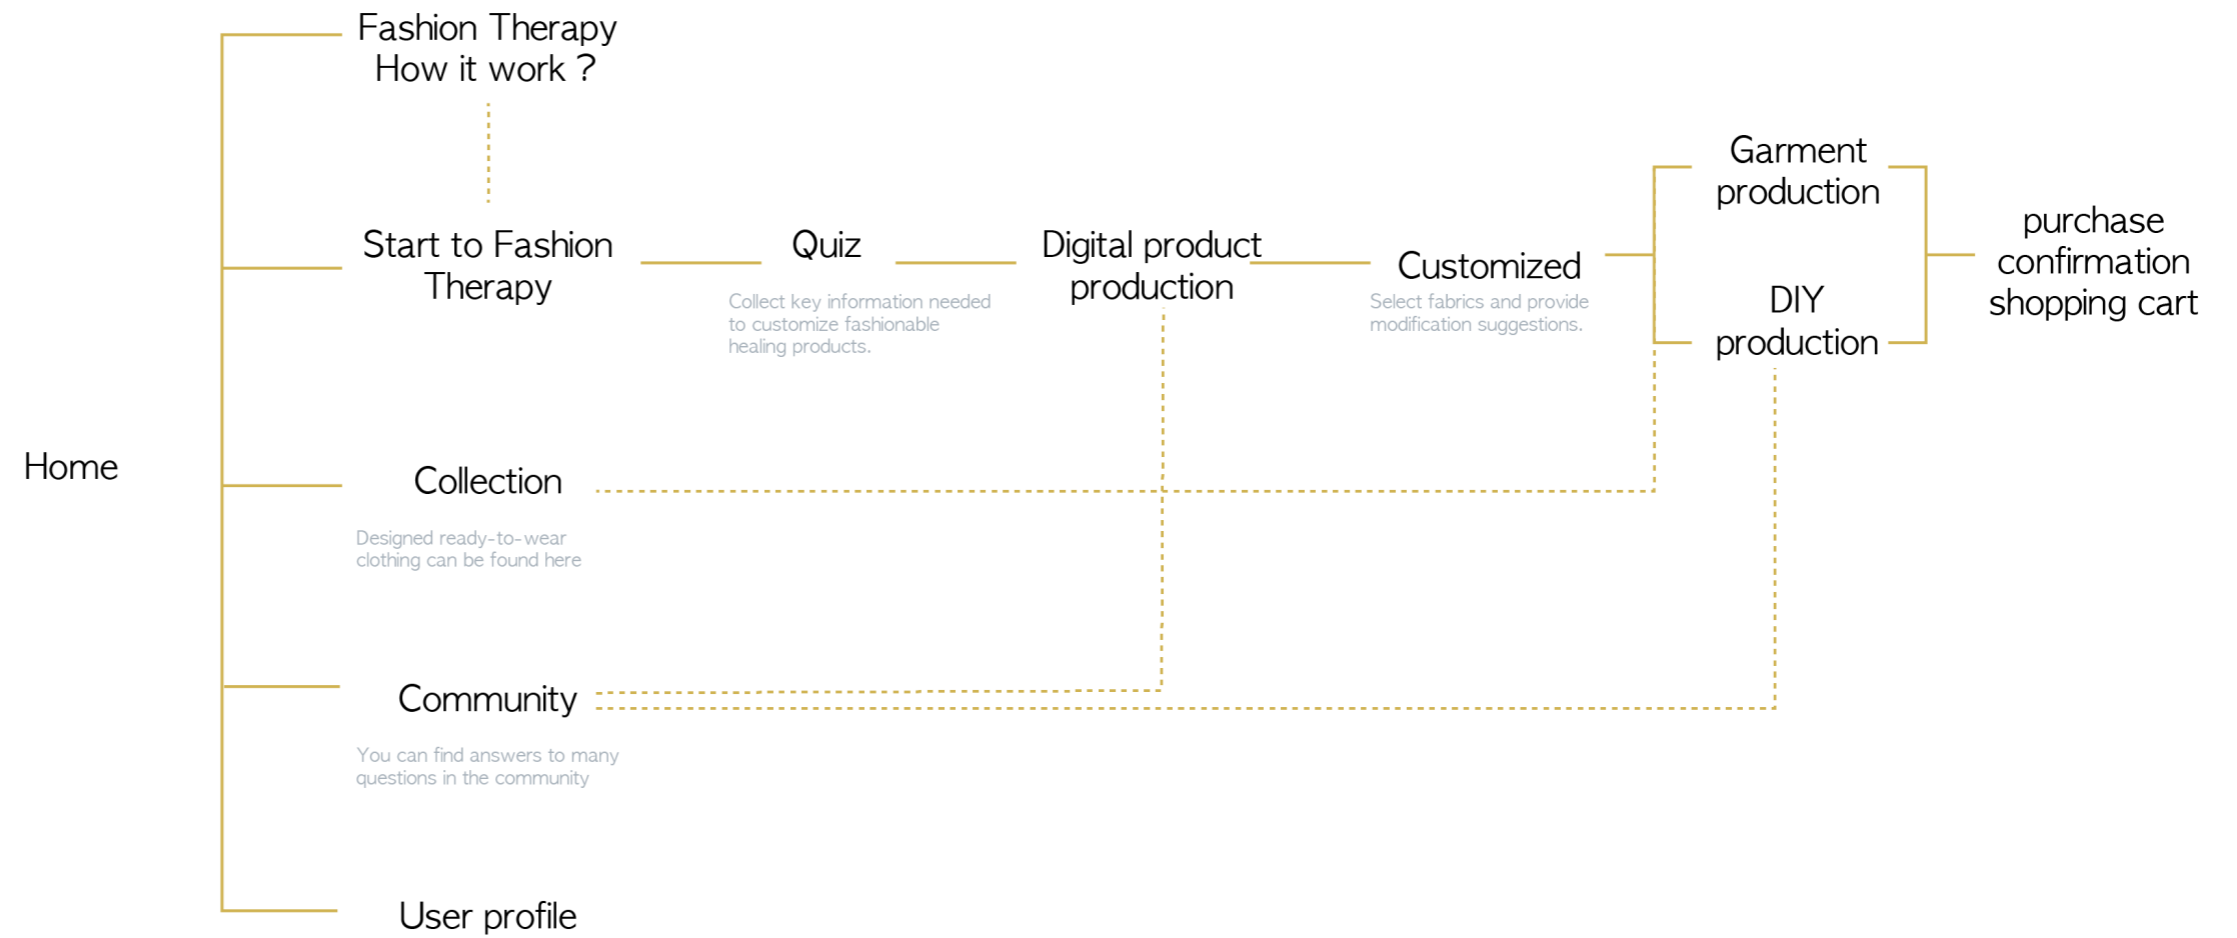 Fashion Therapy
How it work ?
Start to Fashion
Therapy
Quiz
Collect key information needed
to customize fashionable
healing products.
Digital product
production
Customized
Select fabrics and provide
modification suggestions.
Garment
production
DIY
production
purchase
confirmation
shopping cart
Home
Collection
Designed ready-to-wear
clothing can be found here
Community
You can find answers to many
questions in the community
User profile